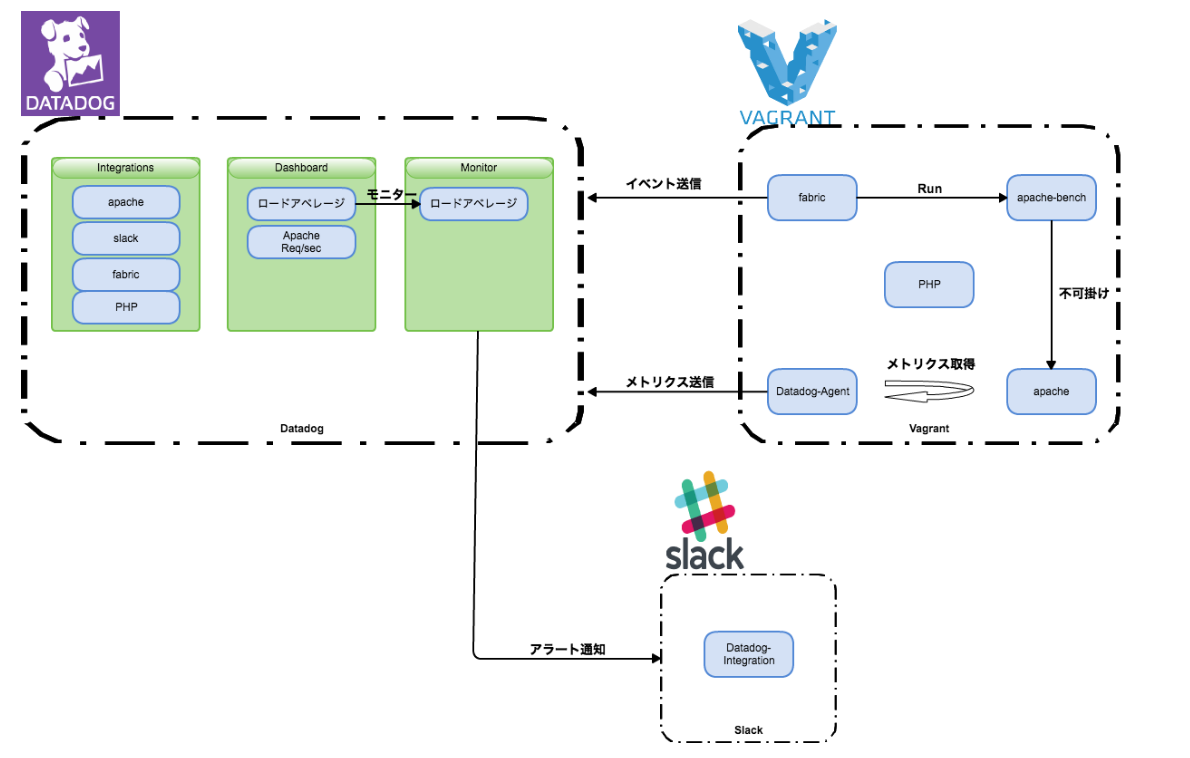 DATADOG
VAGRANT
Integrations
apache
slack
fabric
PHP
Dashboard
ロードアベレージ
Apache
Req/sec
モニター
Monitor
ロードアベレージ
Datadog
イベント送信
メトリクス送信
fabric
Run
apache-bench
PHP
不可掛け
Datadog-Agent
メトリクス取得
apache
Vagrant
アラート通知
slack
Datadog-
Integration
Slack